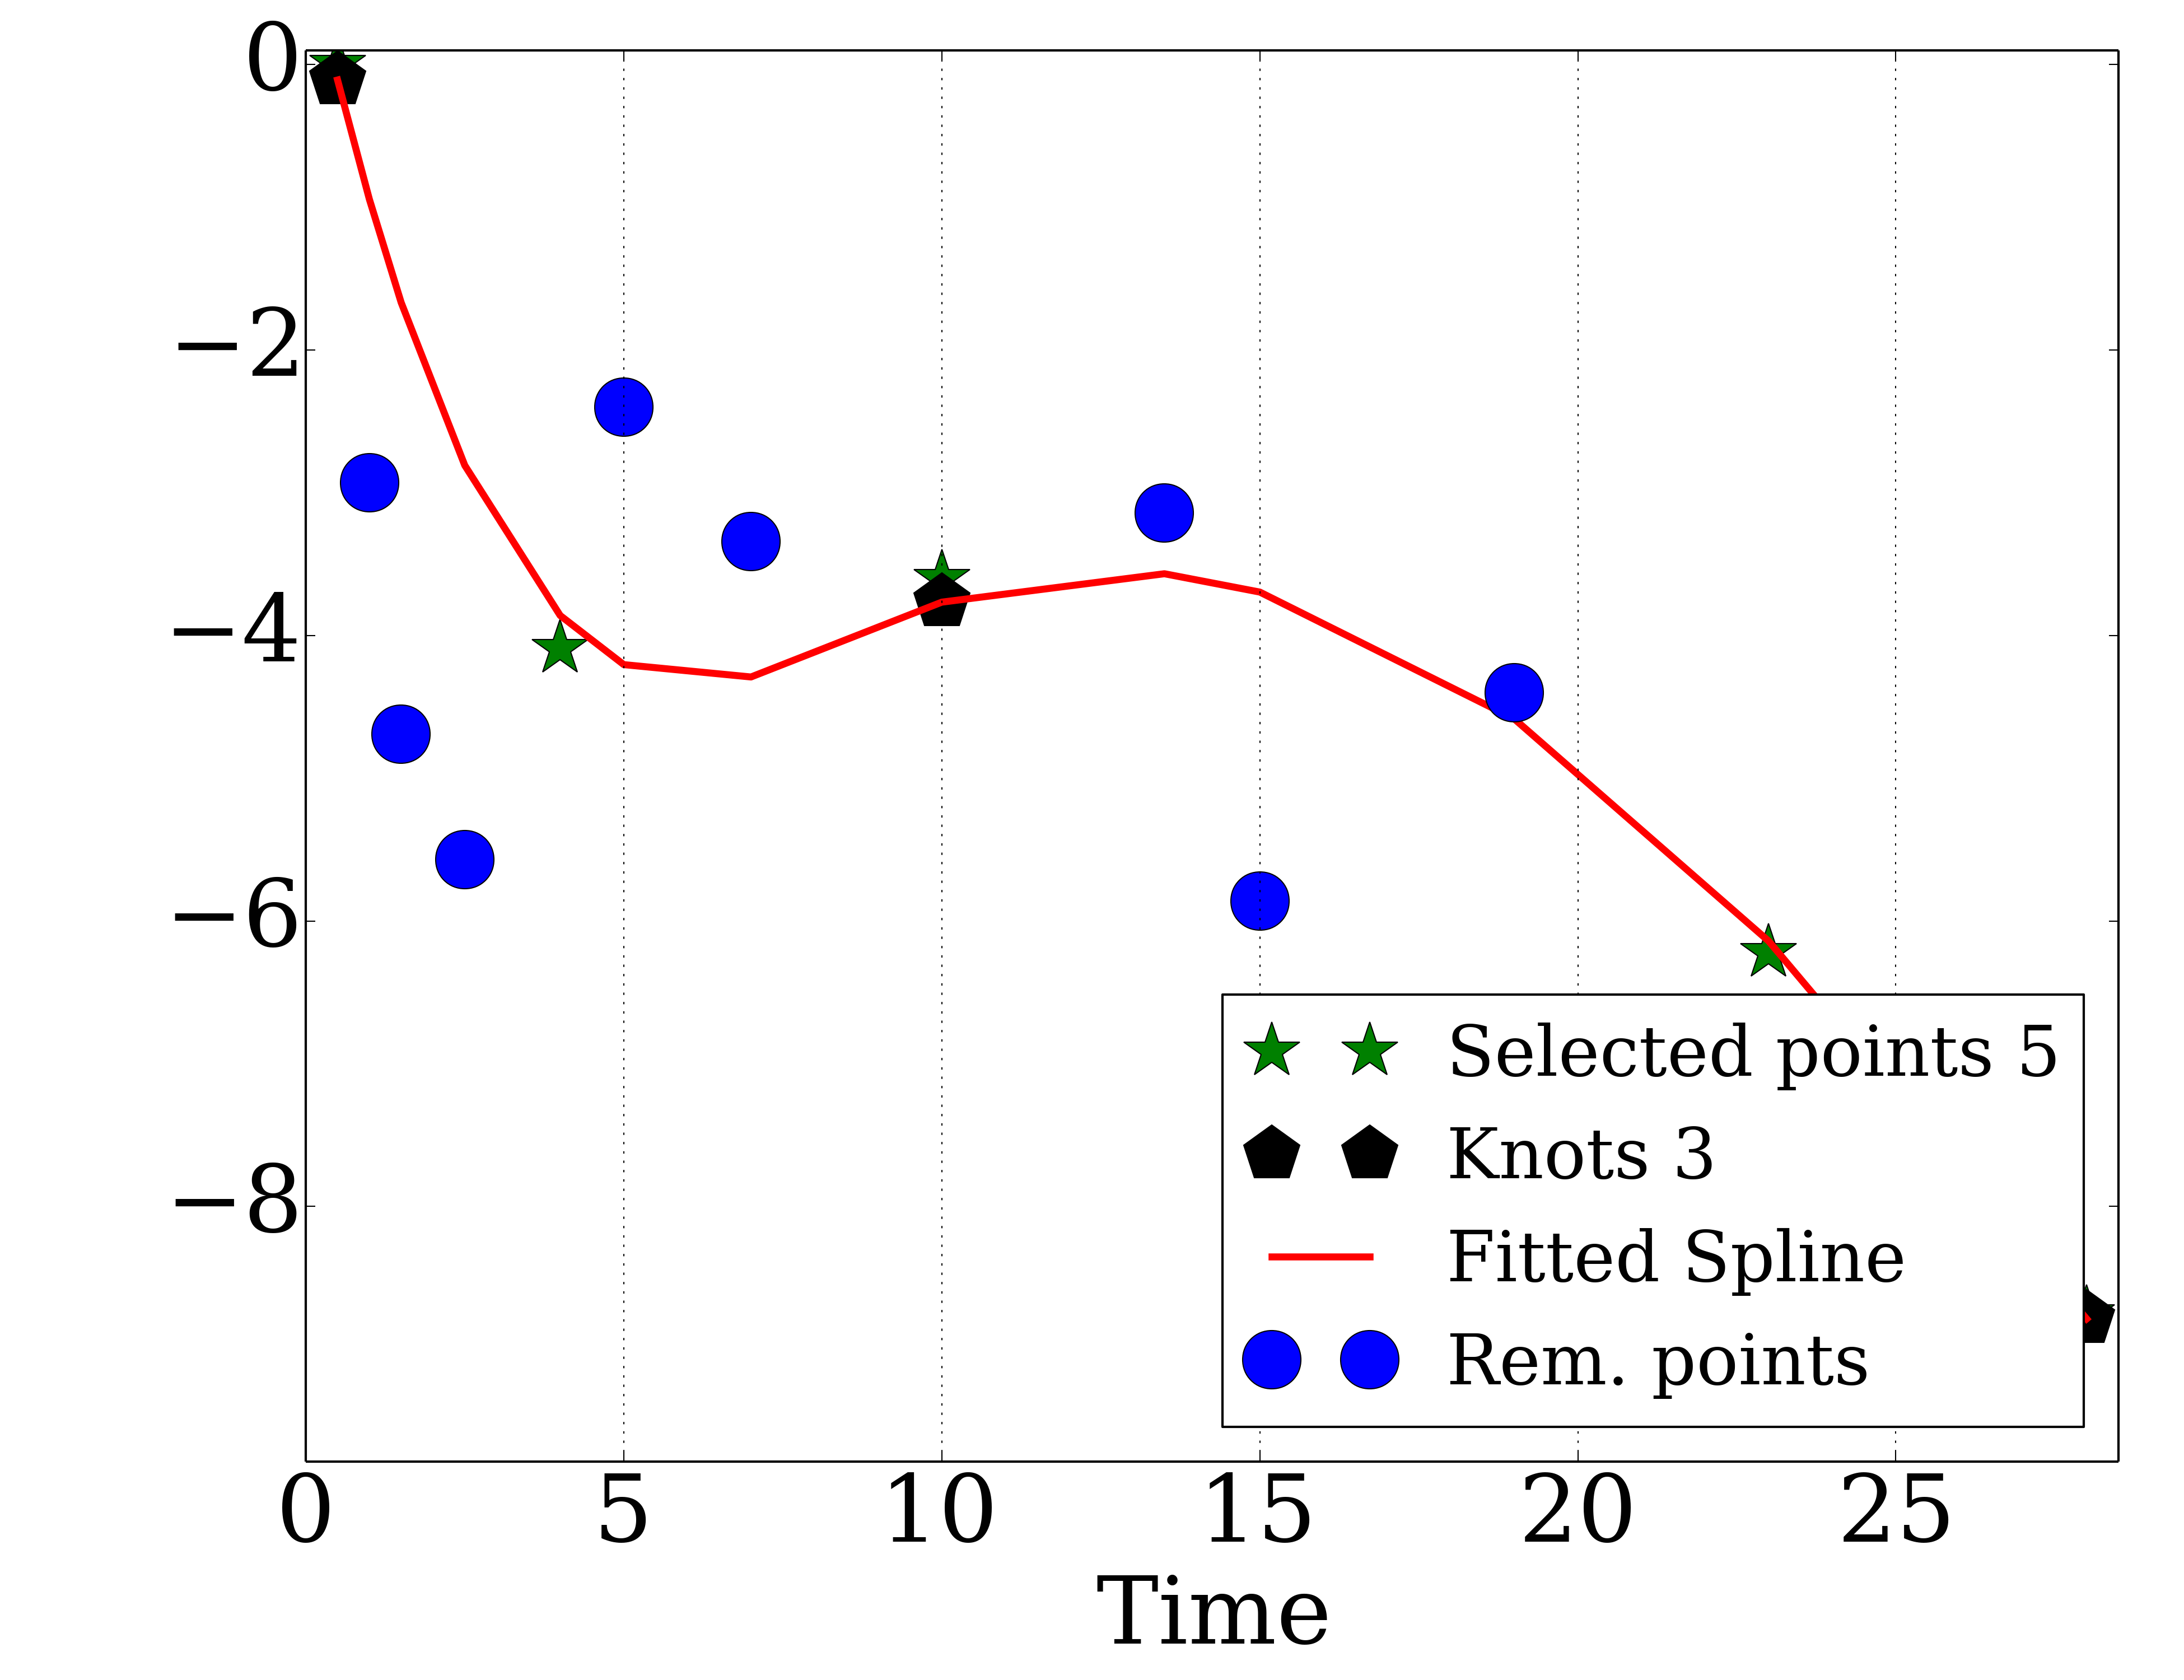 0
−2
−4
−6
−8
Selected points 5
Knots 3
Fitted Spline
Rem. points
0 5 10 15 20 25
Time